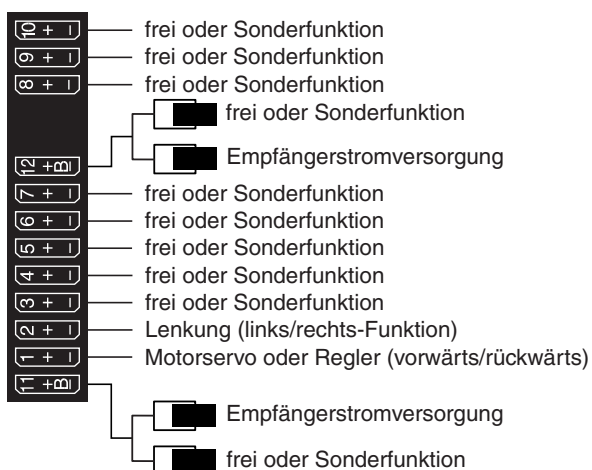 10 + – frei oder Sonderfunktion
9 + – frei oder Sonderfunktion
8 + – frei oder Sonderfunktion
frei oder Sonderfunktion
12 +B– Empfängerstromversorgung
7 + – frei oder Sonderfunktion
6 + – frei oder Sonderfunktion
5 + – frei oder Sonderfunktion
4 + – frei oder Sonderfunktion
3 + – frei oder Sonderfunktion
2 + – Lenkung (links/rechts-Funktion)
1 + – Motorservo oder Regler (vorwärts/rückwärts)
11 +B–
Empfängerstromversorgung
frei oder Sonderfunktion